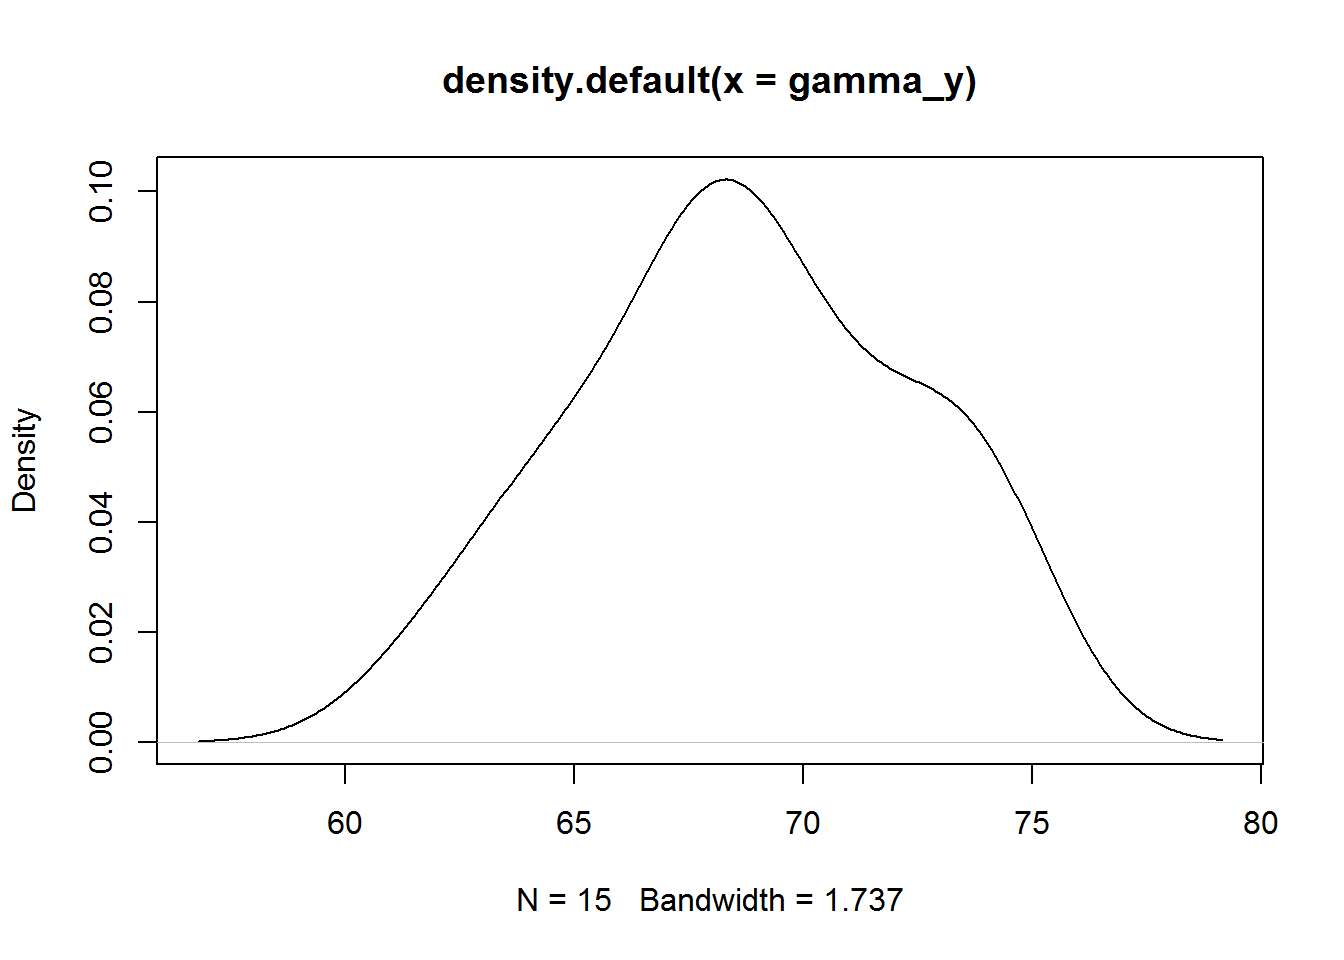 density.default(x = gamma_y)
Density
0.10
0.08
0.06
0.04
0.02
0.00
60 65 70 75 80
N = 15   Bandwidth = 1.737